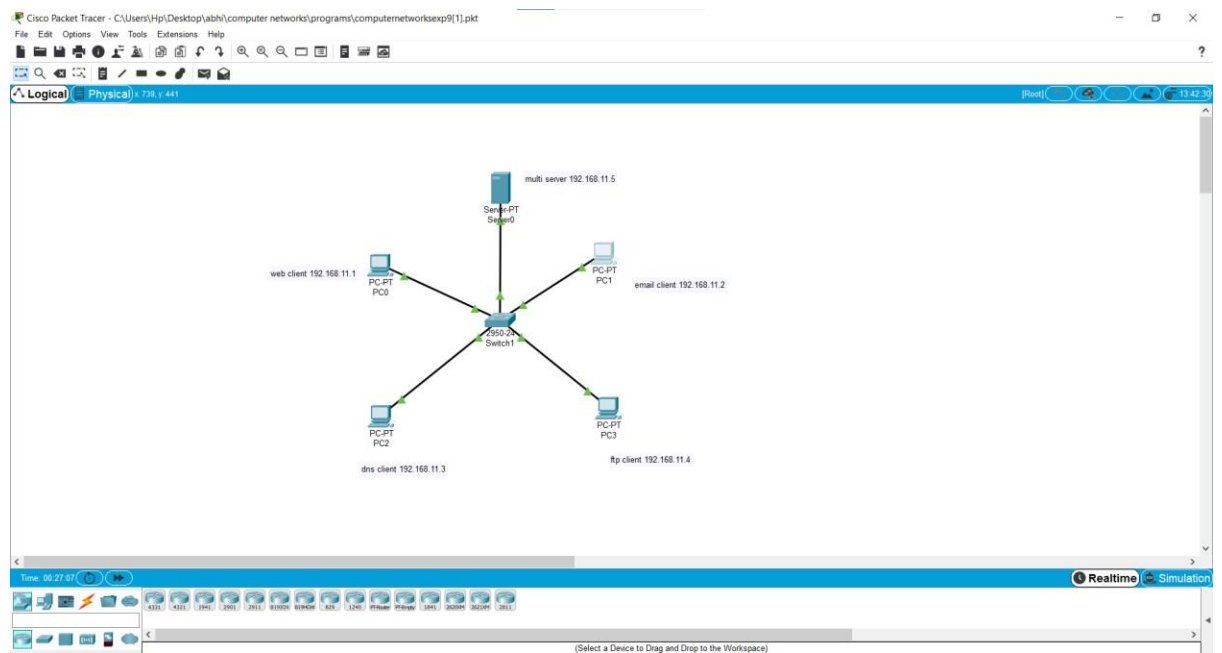 Cisco Packet Tracer - C:\Users\Hp\Desktop\abhi\computer networks\programs\computernetworksexp9[1].pkt
File Edit Options View Tools Extensions Help
?
Logical Physical x: 739, y: 441 [Root] 13:42:30
multi server 192.168.11.5
Server-PT
Server0
web client 192.168.11.1
PC-PT
PC0
PC-PT
PC1
email client 192.168.11.2
2950-24
Switch1
PC-PT
PC2
PC-PT
PC3
dns client 192.168.11.3
ftp client 192.168.11.4
Time: 00:27:07 Realtime Simulation
4331 4321 1941 2901 2911 819IOX 819HGW 829 1240 PT-Router PT-Empty 1841 2620XM 2621XM 2811
(Select a Device to Drag and Drop to the Workspace)